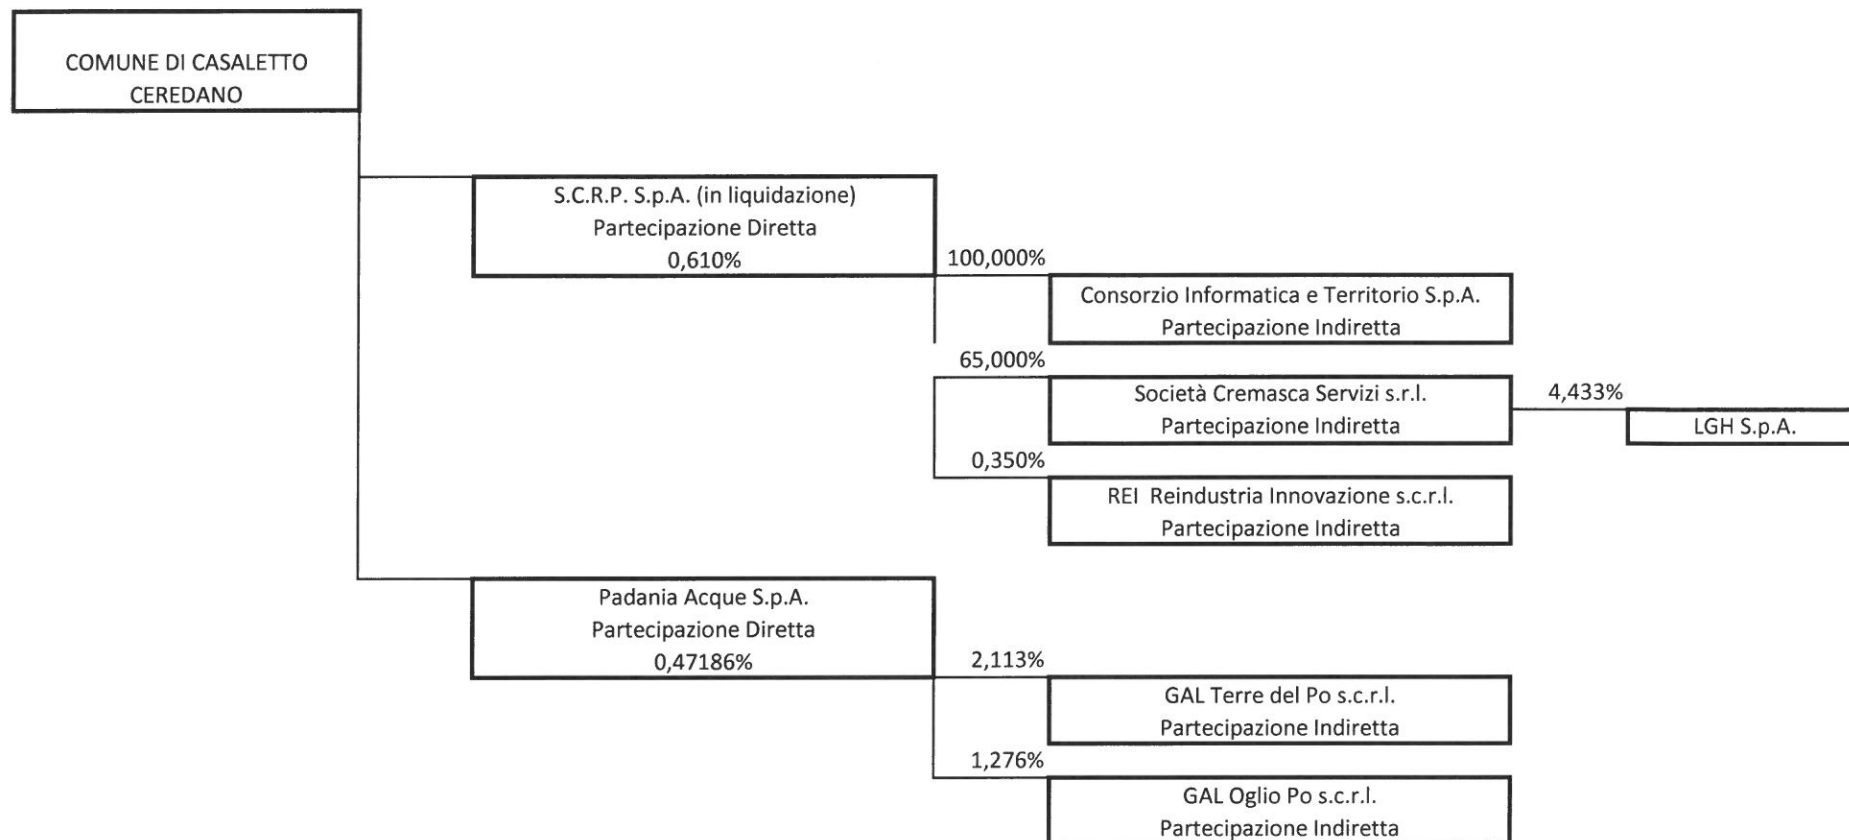 COMUNE DI CASALETTO
CEREDANO
S.C.R.P. S.p.A. (in liquidazione)
Partecipazione Diretta
0,610%
100,000%
Consorzio Informatica e Territorio S.p.A.
Partecipazione Indiretta
65,000%
Società Cremasca Servizi s.r.l.
Partecipazione Indiretta
4,433%
LGH S.p.A.
0,350%
REI Reindustria Innovazione s.c.r.l.
Partecipazione Indiretta
Padania Acque S.p.A.
Partecipazione Diretta
0,47186%
2,113%
GAL Terre del Po s.c.r.l.
Partecipazione Indiretta
1,276%
GAL Oglio Po s.c.r.l.
Partecipazione Indiretta